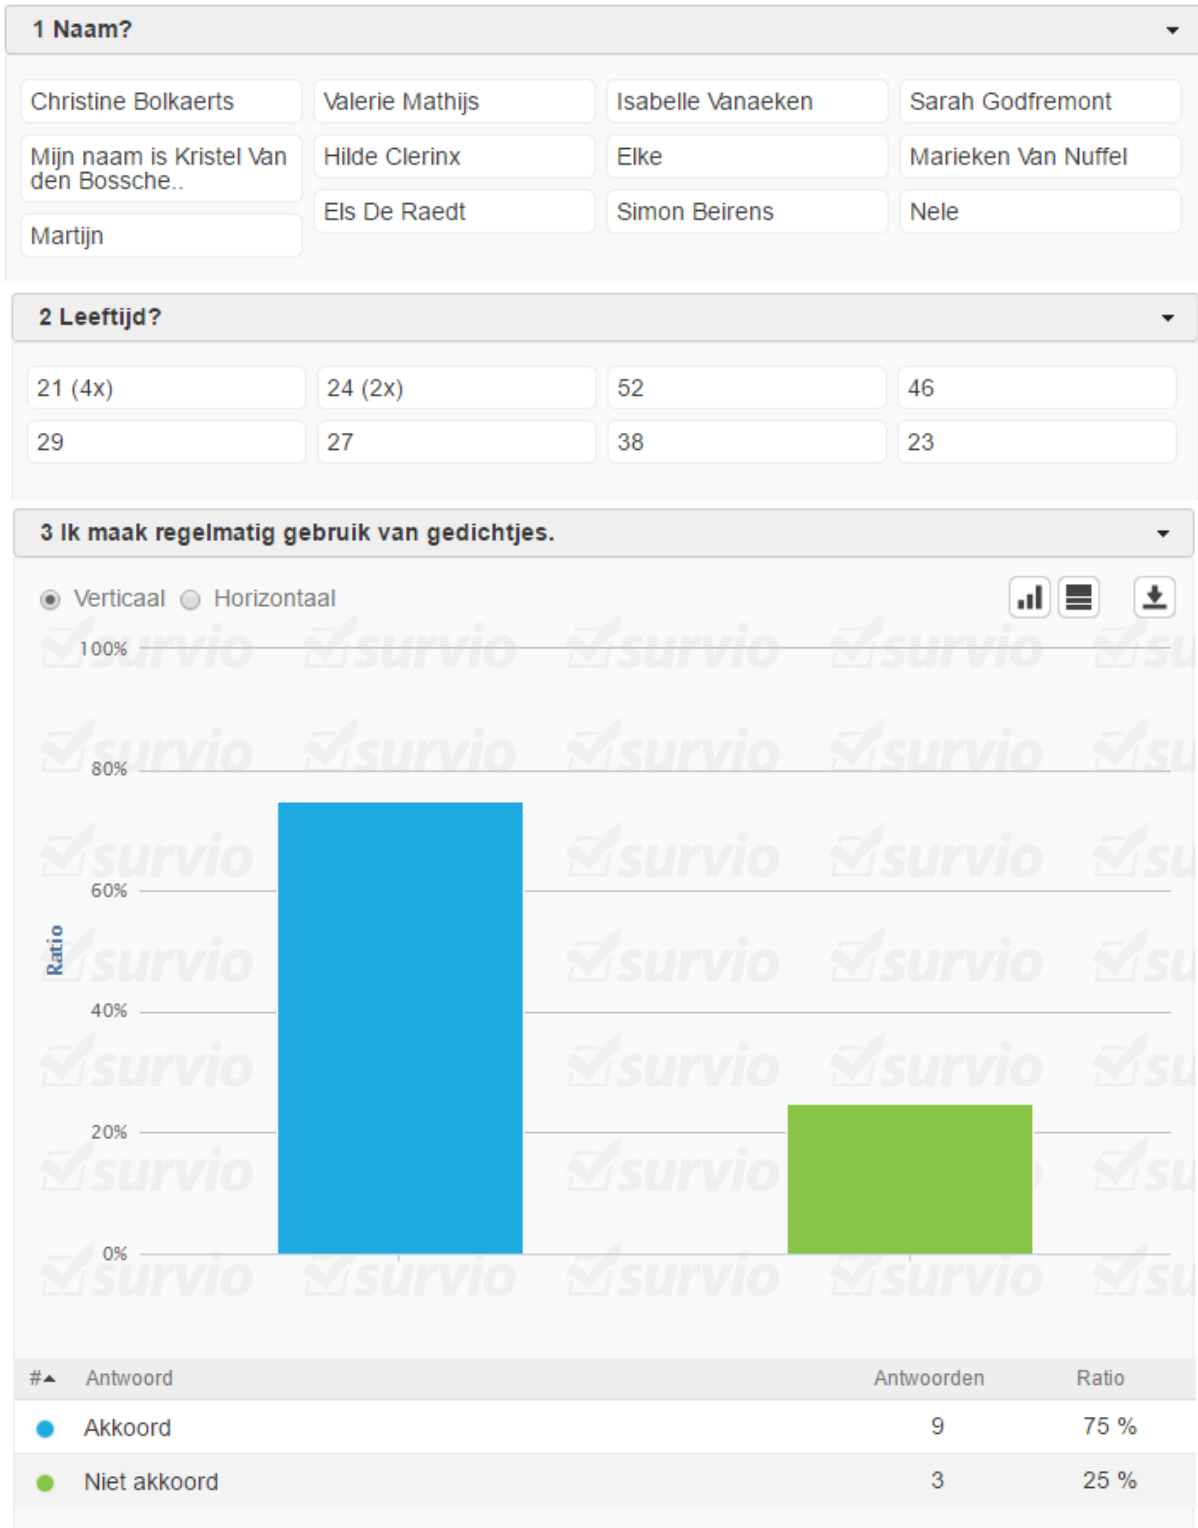 1 Naam?
Christine Bolkaerts
Valerie Mathijs
Isabelle Vanaeken
Sarah Godfremont
Mijn naam is Kristel Van
den Bossche..
Hilde Clerinx
Elke
Marieken Van Nuffel
Martijn
Els De Raedt
Simon Beirens
Nele
2 Leeftijd?
21 (4x)
24 (2x)
52
46
29
27
38
23
3 Ik maak regelmatig gebruik van gedichtjes.
Verticaal
Horizontaal
100%
80%
60%
40%
20%
0%
Ratio
survio
# Antwoord Antwoorden Ratio
Akkoord 9 75 %
Niet akkoord 3 25 %